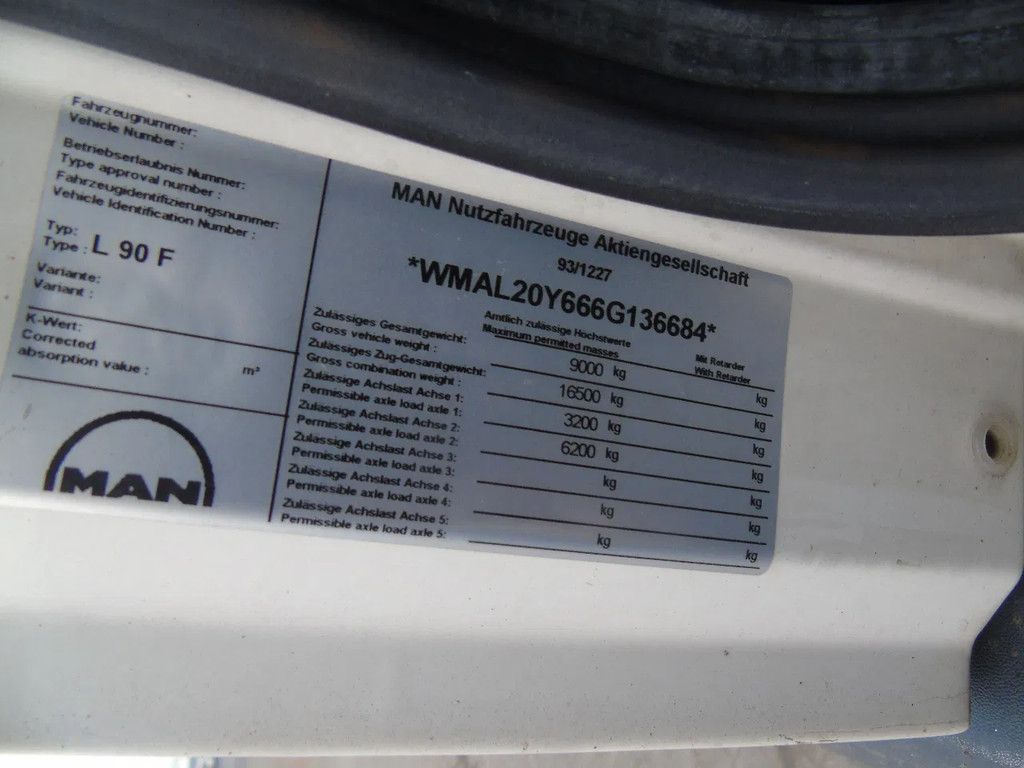 Fahrzeugnummer:
Vehicle Number :
Betriebserlaubnis Nummer:
Type approval number :
Fahrzeugidentifizierungsnummer:
Vehicle Identification Number :
Typ:
Type : L 90 F
Variante:
Variant :
K-Wert:
Corrected
absorption value : m³
MAN
MAN Nutzfahrzeuge Aktiengesellschaft
93/1227
*WMAL20Y666G136684*
Amtlich zulässige Höchstwerte
Maximum permitted masses
Mit Retarder
With Retarder
Zulässiges Gesamtgewicht:
Gross vehicle weight : 9000 kg kg
Zulässiges Zug-Gesamtgewicht:
Gross combination weight : 16500 kg kg
Zulässige Achslast Achse 1:
Permissible axle load axle 1: 3200 kg kg
Zulässige Achslast Achse 2:
Permissible axle load axle 2: 6200 kg kg
Zulässige Achslast Achse 3:
Permissible axle load axle 3: kg kg
Zulässige Achslast Achse 4:
Permissible axle load axle 4: kg kg
Zulässige Achslast Achse 5:
Permissible axle load axle 5: kg kg